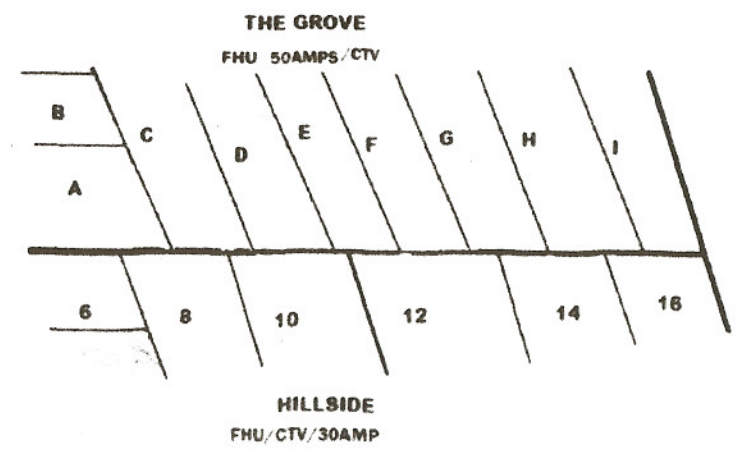 THE GROVE
FHU 50AMPS/CTV
B
C
D
E
F
G
H
I
A
6
8
10
12
14
16
HILLSIDE
FHU/CTV/30AMP